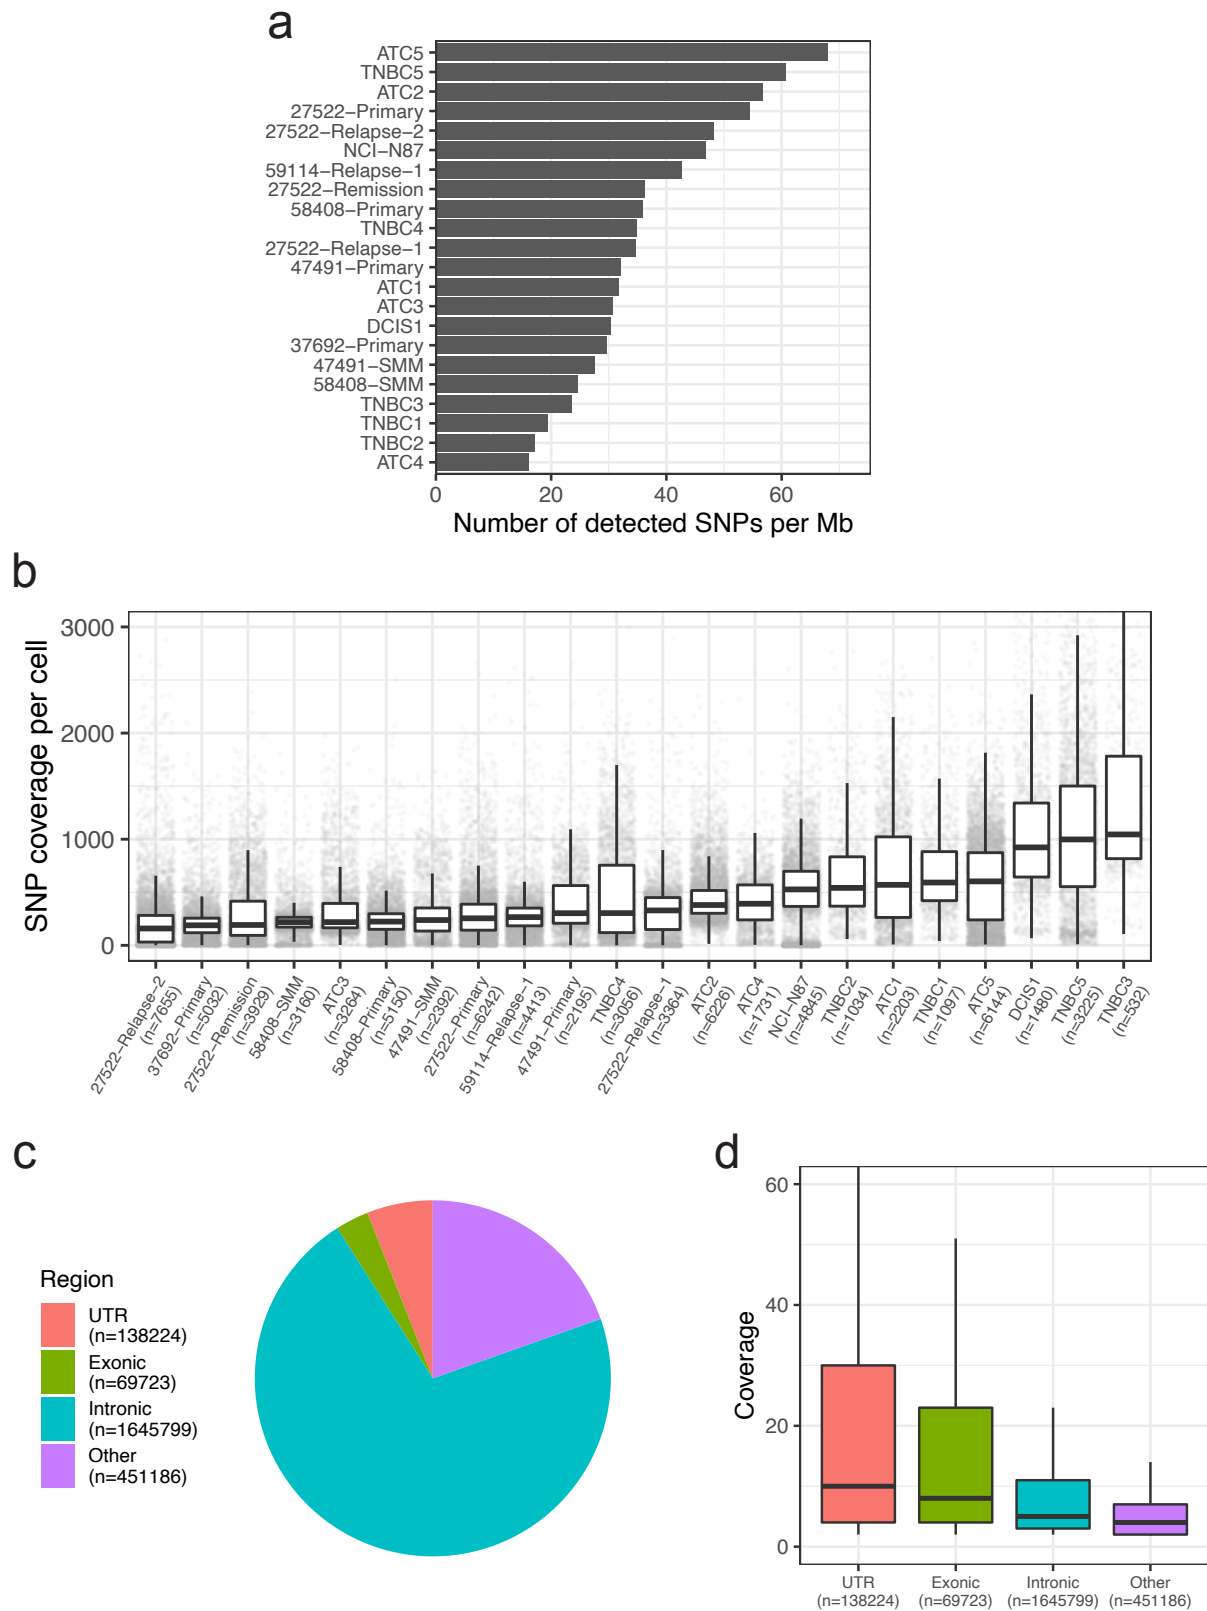 a
ATC5
TNBC5
ATC2
27522−Primary
27522−Relapse−2
NCI−N87
59114−Relapse−1
27522−Remission
58408−Primary
TNBC4
27522−Relapse−1
47491−Primary
ATC1
ATC3
DCIS1
37692−Primary
47491−SMM
58408−SMM
TNBC3
TNBC1
TNBC2
ATC4
0 20 40 60
Number of detected SNPs per Mb
b
SNP coverage per cell
3000
2000
1000
0
27522−Relapse−2
(n=7655)
37692−Primary
(n=5032)
27522−Remission
(n=3929)
58408−SMM
(n=3160)
ATC3
(n=3264)
58408−Primary
(n=5150)
47491−SMM
(n=2392)
27522−Primary
(n=6242)
59114−Relapse−1
(n=4413)
47491−Primary
(n=2195)
TNBC4
(n=3056)
27522−Relapse−1
(n=3364)
ATC2
(n=6226)
ATC4
(n=1731)
NCI−N87
(n=4845)
TNBC2
(n=1034)
ATC1
(n=2203)
TNBC1
(n=1097)
ATC5
(n=6144)
DCIS1
(n=1480)
TNBC5
(n=3225)
TNBC3
(n=532)
c
Region
UTR
(n=138224)
Exonic
(n=69723)
Intronic
(n=1645799)
Other
(n=451186)
d
Coverage
60
40
20
0
UTR
(n=138224)
Exonic
(n=69723)
Intronic
(n=1645799)
Other
(n=451186)